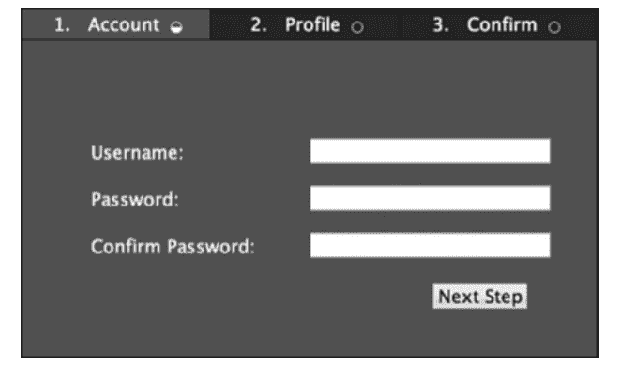 1. Account 2. Profile 3. Confirm
Username:
Password:
Confirm Password:
Next Step